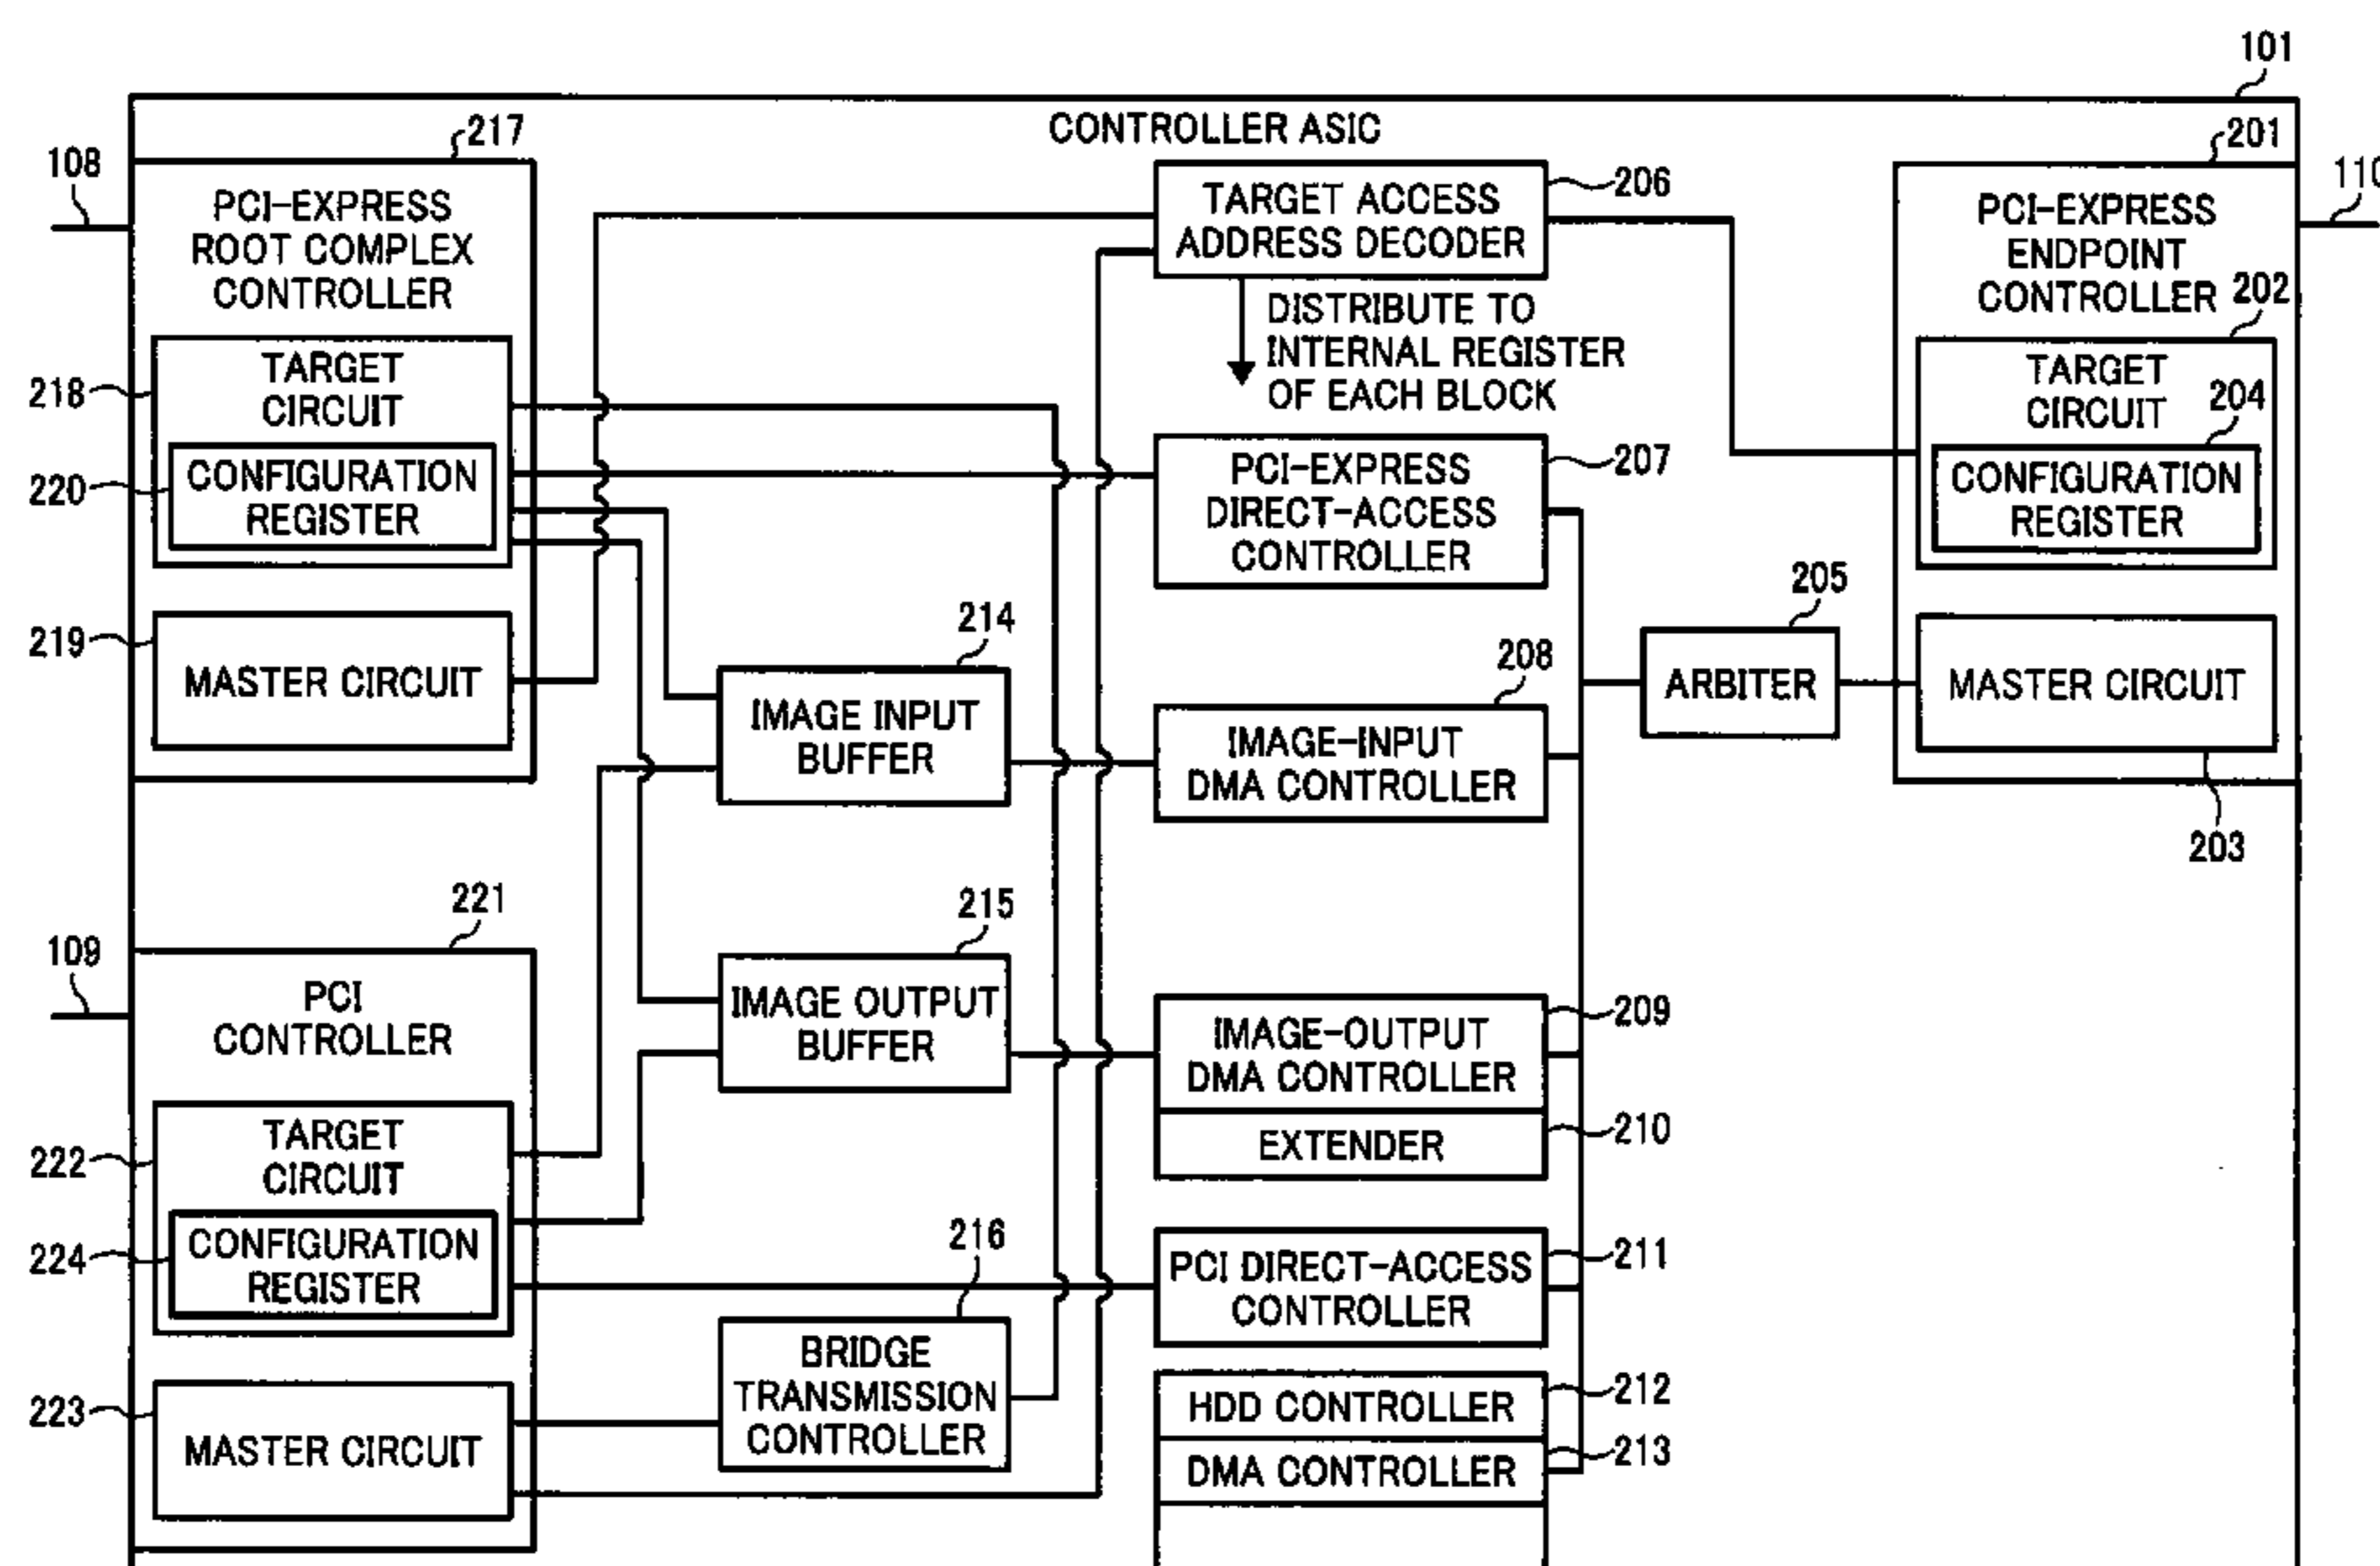 101
CONTROLLER ASIC
217
201
108
110
PCI-EXPRESS
ROOT COMPLEX
CONTROLLER
TARGET ACCESS
ADDRESS DECODER
206
PCI-EXPRESS
ENDPOINT
CONTROLLER
202
DISTRIBUTE TO
INTERNAL REGISTER
OF EACH BLOCK
218
TARGET
CIRCUIT
TARGET
CIRCUIT
204
220
CONFIGURATION
REGISTER
PCI-EXPRESS
DIRECT-ACCESS
CONTROLLER
207
CONFIGURATION
REGISTER
219
MASTER CIRCUIT
214
IMAGE INPUT
BUFFER
208
IMAGE-INPUT
DMA CONTROLLER
205
ARBITER
MASTER CIRCUIT
203
221
109
PCI
CONTROLLER
215
IMAGE OUTPUT
BUFFER
209
IMAGE-OUTPUT
DMA CONTROLLER
EXTENDER
210
222
TARGET
CIRCUIT
224
CONFIGURATION
REGISTER
216
BRIDGE
TRANSMISSION
CONTROLLER
PCI DIRECT-ACCESS
CONTROLLER
211
223
MASTER CIRCUIT
HDD CONTROLLER
212
DMA CONTROLLER
213